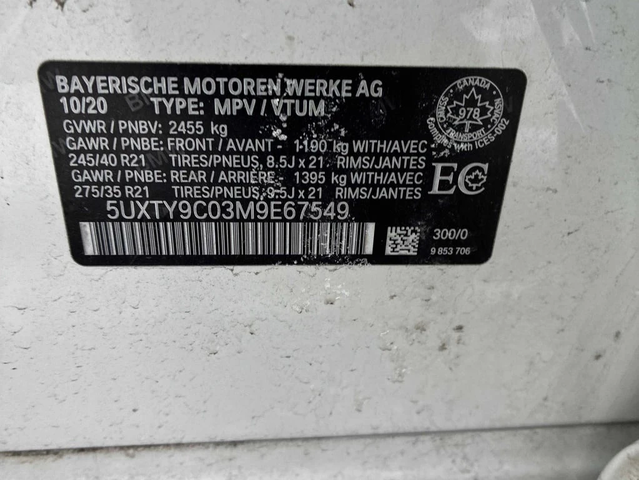 BAYERISCHE MOTOREN WERKE AG
10/20 TYPE: MPV / VTUM
GVWR / PNBV: 2455 kg
GAWR / PNBE: FRONT / AVANT - 1190 kg WITH/AVEC
245/40 R21 TIRES/PNEUS, 8.5J x 21 RIMS/JANTES
GAWR / PNBE: REAR / ARRIÈRE - 1395 kg WITH/AVEC
275/35 R21 TIRES/PNEUS, 9.5J x 21 RIMS/JANTES
5UXTY9C03M9E67549
CANADA
978
TRANSPORT
Complies with ICES-002
EC
300/0
9 853 706